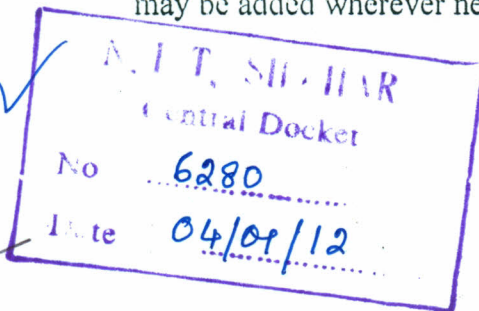 may be added wherever ne
N. I. T, SILCHAR
Central Docket
No 6280
Date 04/01/12